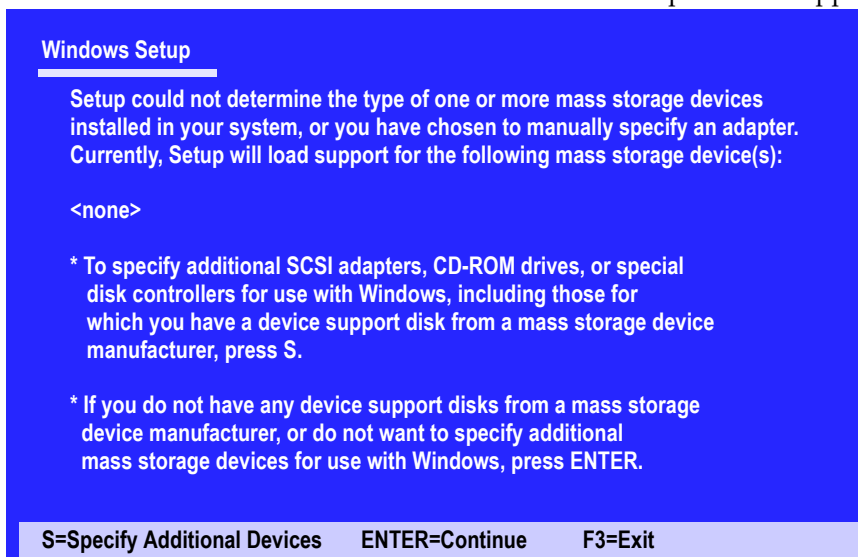 Windows Setup
Setup could not determine the type of one or more mass storage devices
installed in your system, or you have chosen to manually specify an adapter.
Currently, Setup will load support for the following mass storage device(s):
<none>
* To specify additional SCSI adapters, CD-ROM drives, or special
disk controllers for use with Windows, including those for
which you have a device support disk from a mass storage device
manufacturer, press S.
* If you do not have any device support disks from a mass storage
device manufacturer, or do not want to specify additional
mass storage devices for use with Windows, press ENTER.
S=Specify Additional Devices ENTER=Continue F3=Exit